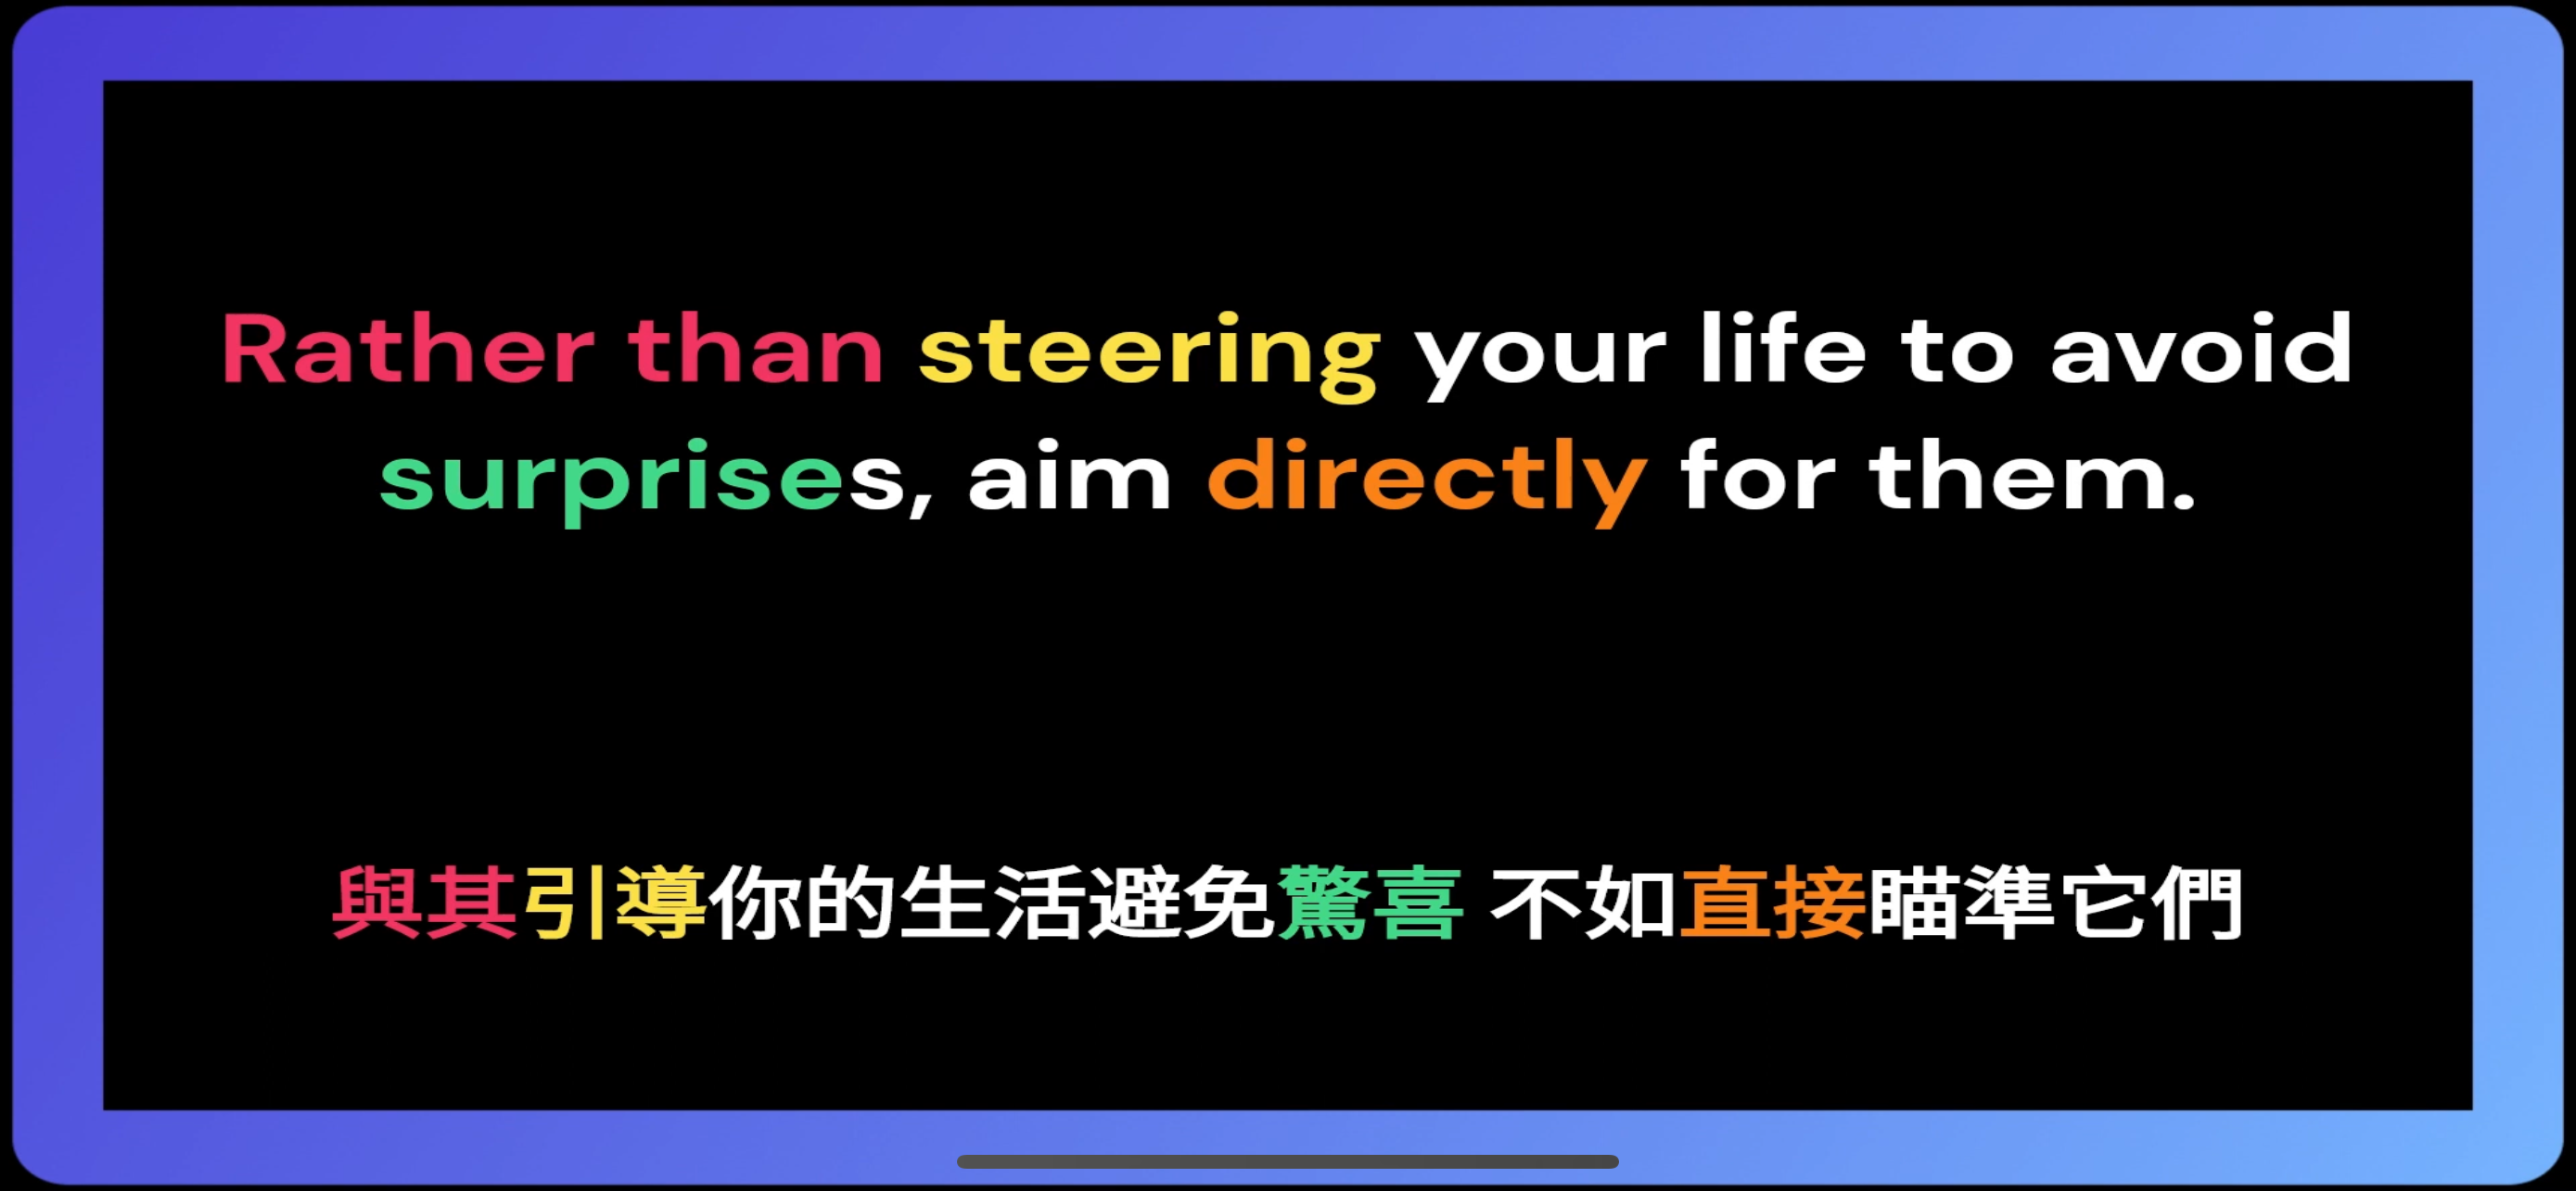 Rather than steering your life to avoid
surprises, aim directly for them.
與其引導你的生活避免驚喜 不如直接瞄準它們